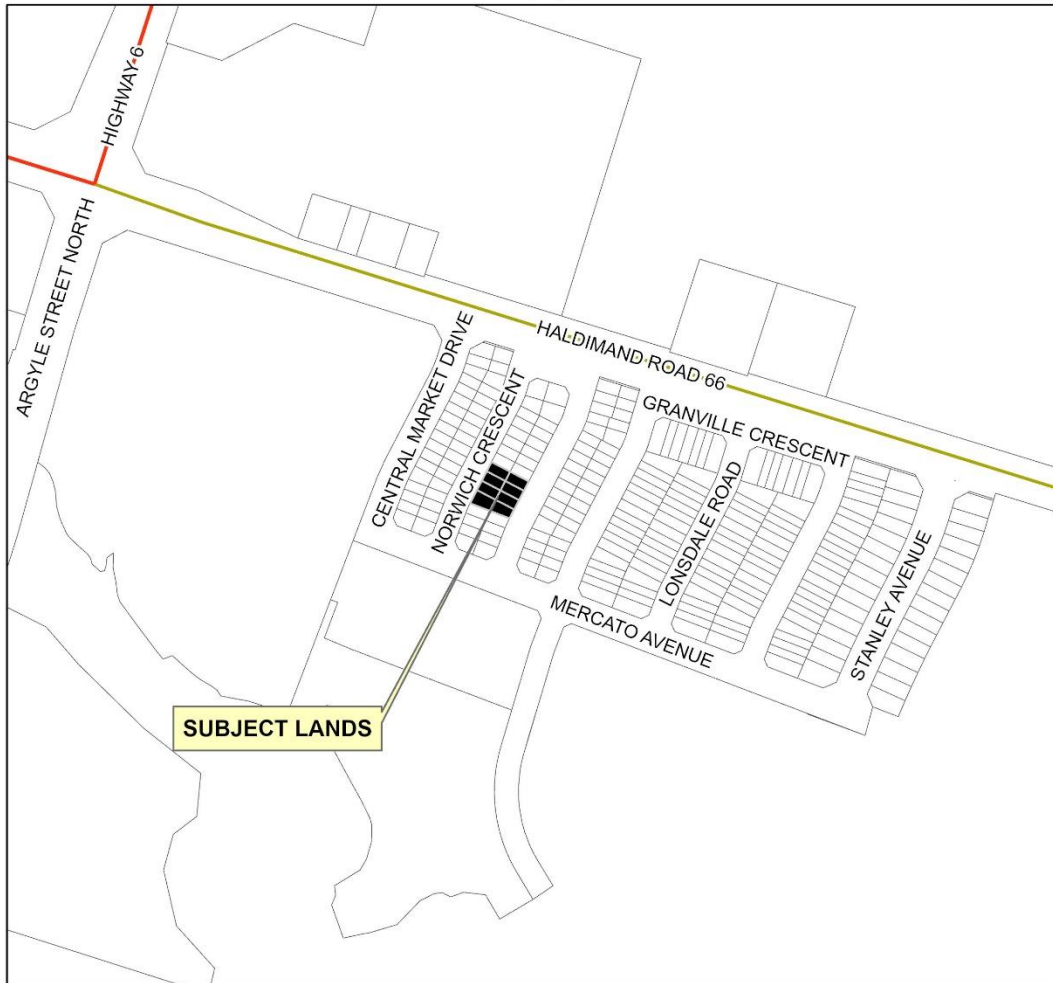 HIGHWAY 6
ARGYLE STREET NORTH
HALDIMAND ROAD 66
CENTRAL MARKET DRIVE
NORWICH CRESCENT
GRANVILLE CRESCENT
LONSDALE ROAD
STANLEY AVENUE
MERCATO AVENUE
SUBJECT LANDS